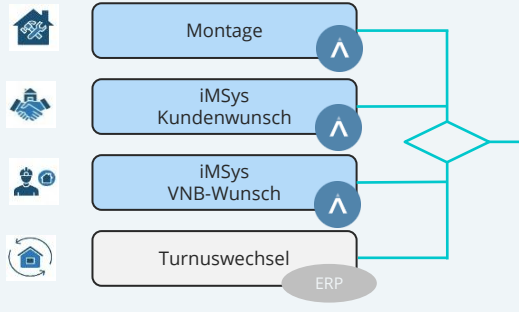 Montage
iMSys
Kundenwunsch
iMSys
VNB-Wunsch
Turnuswechsel
ERP